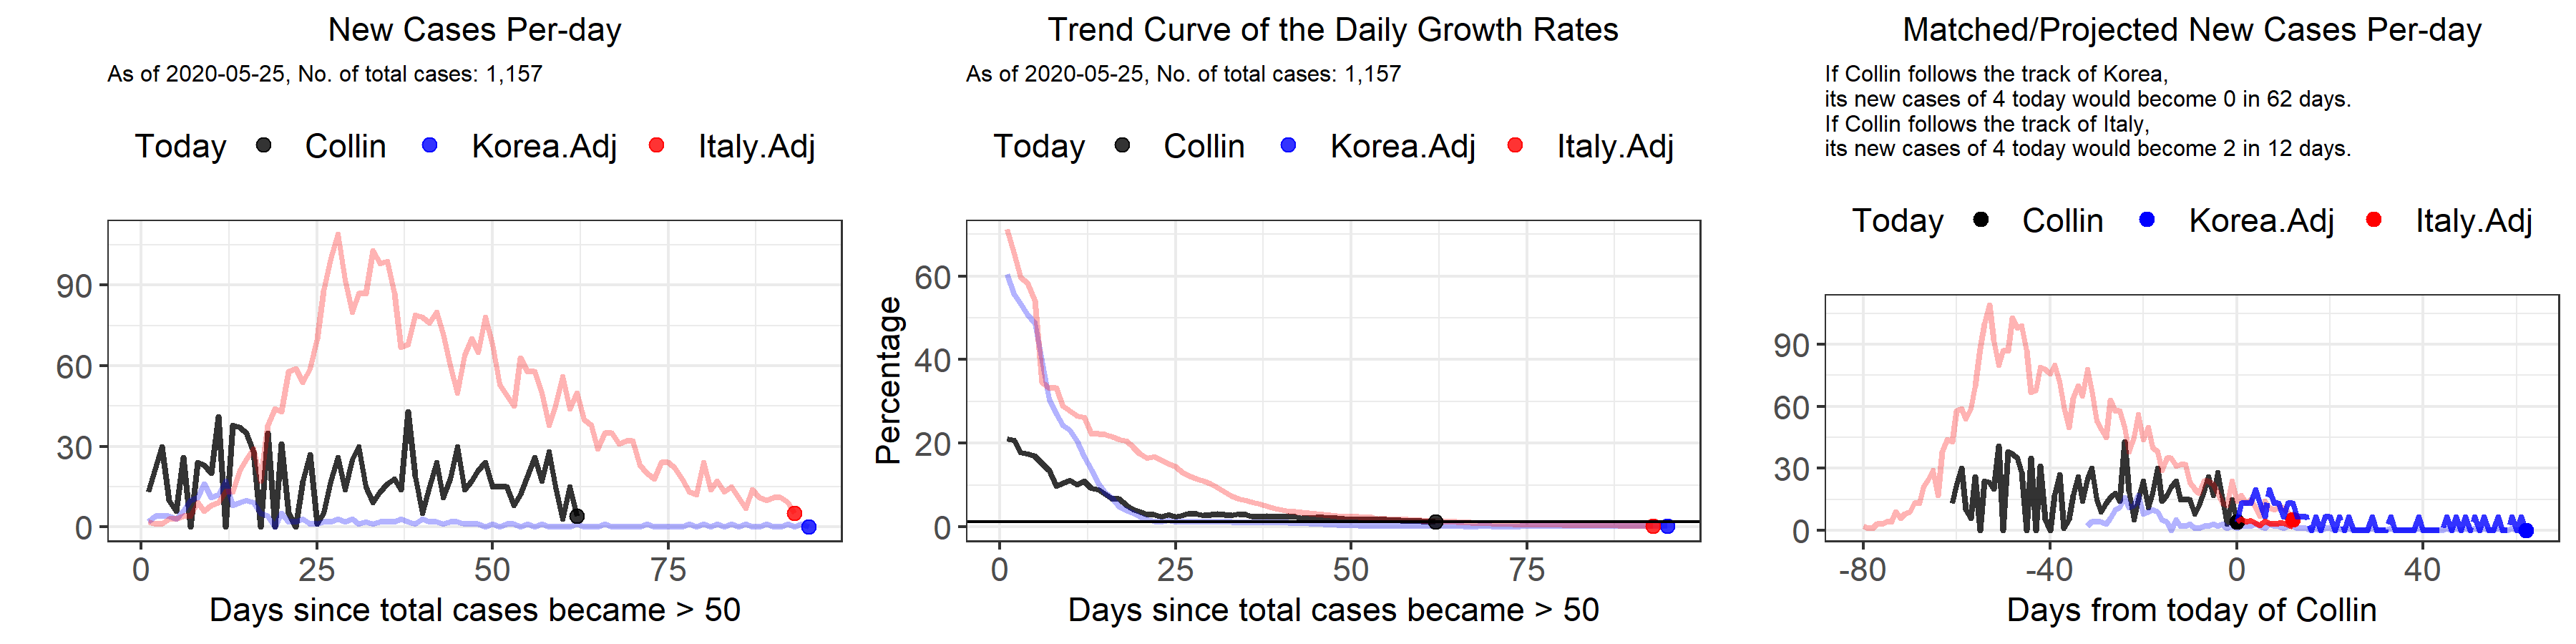 New Cases Per-day
As of 2020-05-25, No. of total cases: 1,157
Today Collin Korea.Adj Italy.Adj
90
60
30
0
0 25 50 75
Days since total cases became > 50
Trend Curve of the Daily Growth Rates
As of 2020-05-25, No. of total cases: 1,157
Today Collin Korea.Adj Italy.Adj
Percentage
60
40
20
0
0 25 50 75
Days since total cases became > 50
Matched/Projected New Cases Per-day
If Collin follows the track of Korea,
its new cases of 4 today would become 0 in 62 days.
If Collin follows the track of Italy,
its new cases of 4 today would become 2 in 12 days.
Today Collin Korea.Adj Italy.Adj
90
60
30
0
-80 -40 0 40
Days from today of Collin